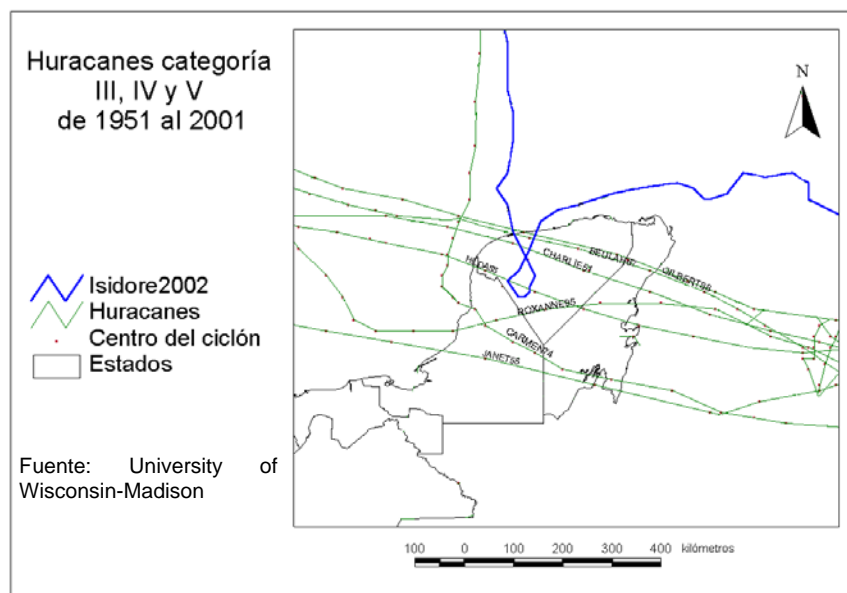 Huracanes categoría
III, IV y V
de 1951 al 2001
Isidore2002
Huracanes
Centro del ciclón
Estados
Fuente: University of
Wisconsin-Madison
N
CHARLIE51
BEULAH67
GILBERT88
HILDA55
ROXANNE95
CARMEN74
JANET55
100 0 100 200 300 400 kilómetros